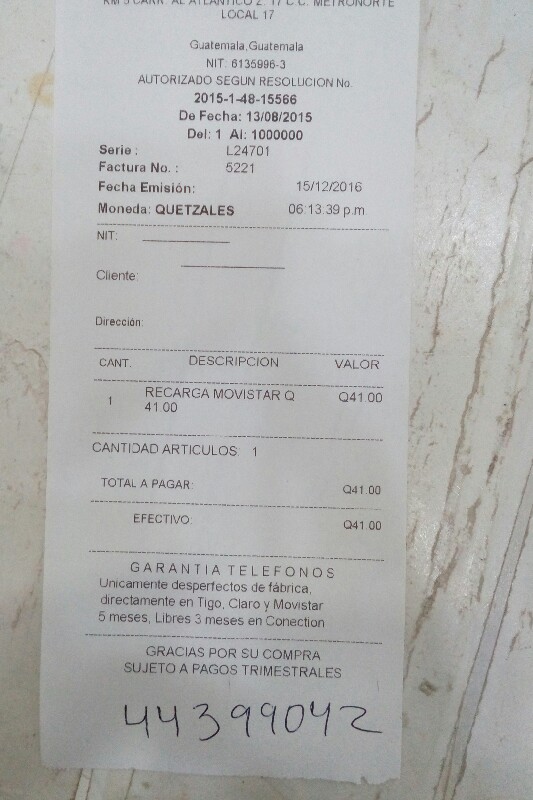 KM 5 CARR. AL ATLANTICO Z. 17 C.C. METRONORTE
LOCAL 17
Guatemala,Guatemala
NIT: 6135996-3
AUTORIZADO SEGUN RESOLUCION No.
2015-1-48-15566
De Fecha: 13/08/2015
Del: 1 Al: 1000000
Serie : L24701
Factura No. : 5221
Fecha Emisión: 15/12/2016
Moneda: QUETZALES 06:13:39 p.m.
NIT:
Cliente:
Dirección:
CANT. DESCRIPCION VALOR
1 RECARGA MOVISTAR Q Q41.00
41.00
CANTIDAD ARTICULOS: 1
TOTAL A PAGAR: Q41.00
EFECTIVO: Q41.00
GARANTIA TELEFONOS
Unicamente desperfectos de fábrica,
directamente en Tigo, Claro y Movistar
5 meses, Libres 3 meses en Conection
GRACIAS POR SU COMPRA
SUJETO A PAGOS TRIMESTRALES
44399042